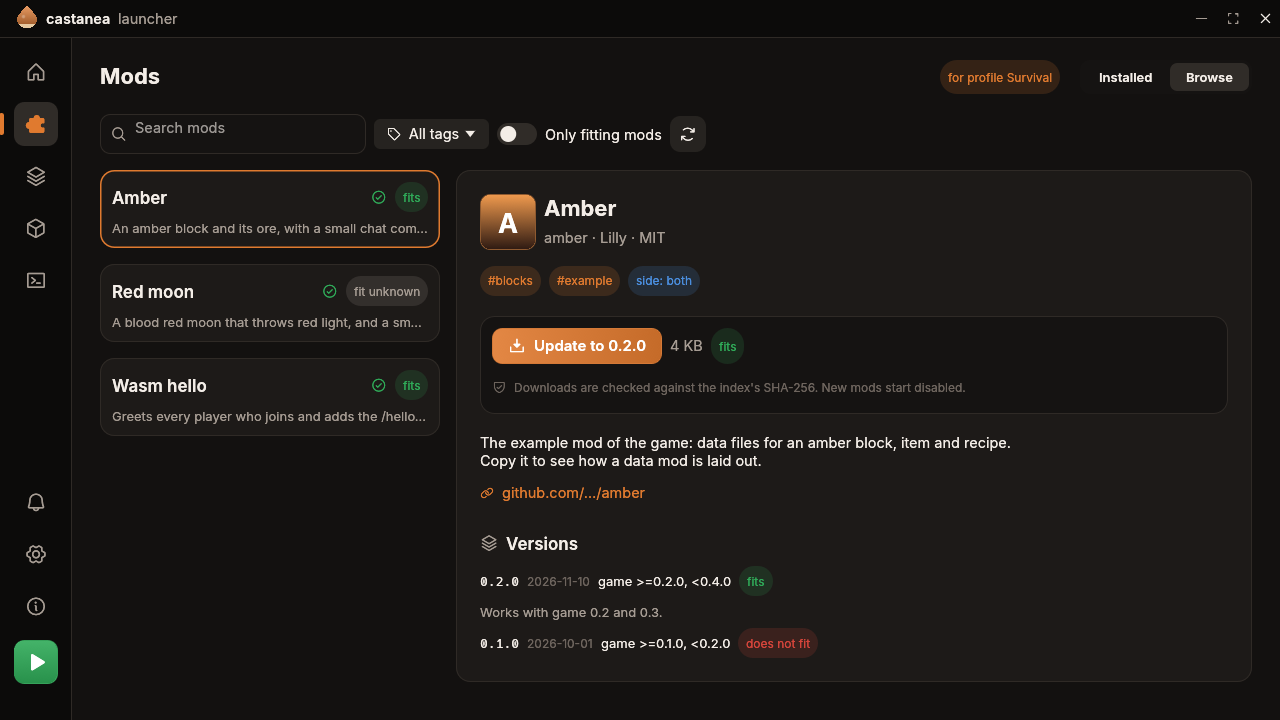 castanea launcher
Mods
for profile Survival
Installed
Browse
Search mods
All tags
Only fitting mods
Amber
fits
An amber block and its ore, with a small chat com...
Red moon
fit unknown
A blood red moon that throws red light, and a sm...
Wasm hello
fits
Greets every player who joins and adds the /hello...
A
Amber
amber · Lilly · MIT
#blocks
#example
side: both
Update to 0.2.0
4 KB
fits
Downloads are checked against the index's SHA-256. New mods start disabled.
The example mod of the game: data files for an amber block, item and recipe.
Copy it to see how a data mod is laid out.
github.com/.../amber
Versions
0.2.0 2026-11-10 game >=0.2.0, <0.4.0 fits
Works with game 0.2 and 0.3.
0.1.0 2026-10-01 game >=0.1.0, <0.2.0 does not fit